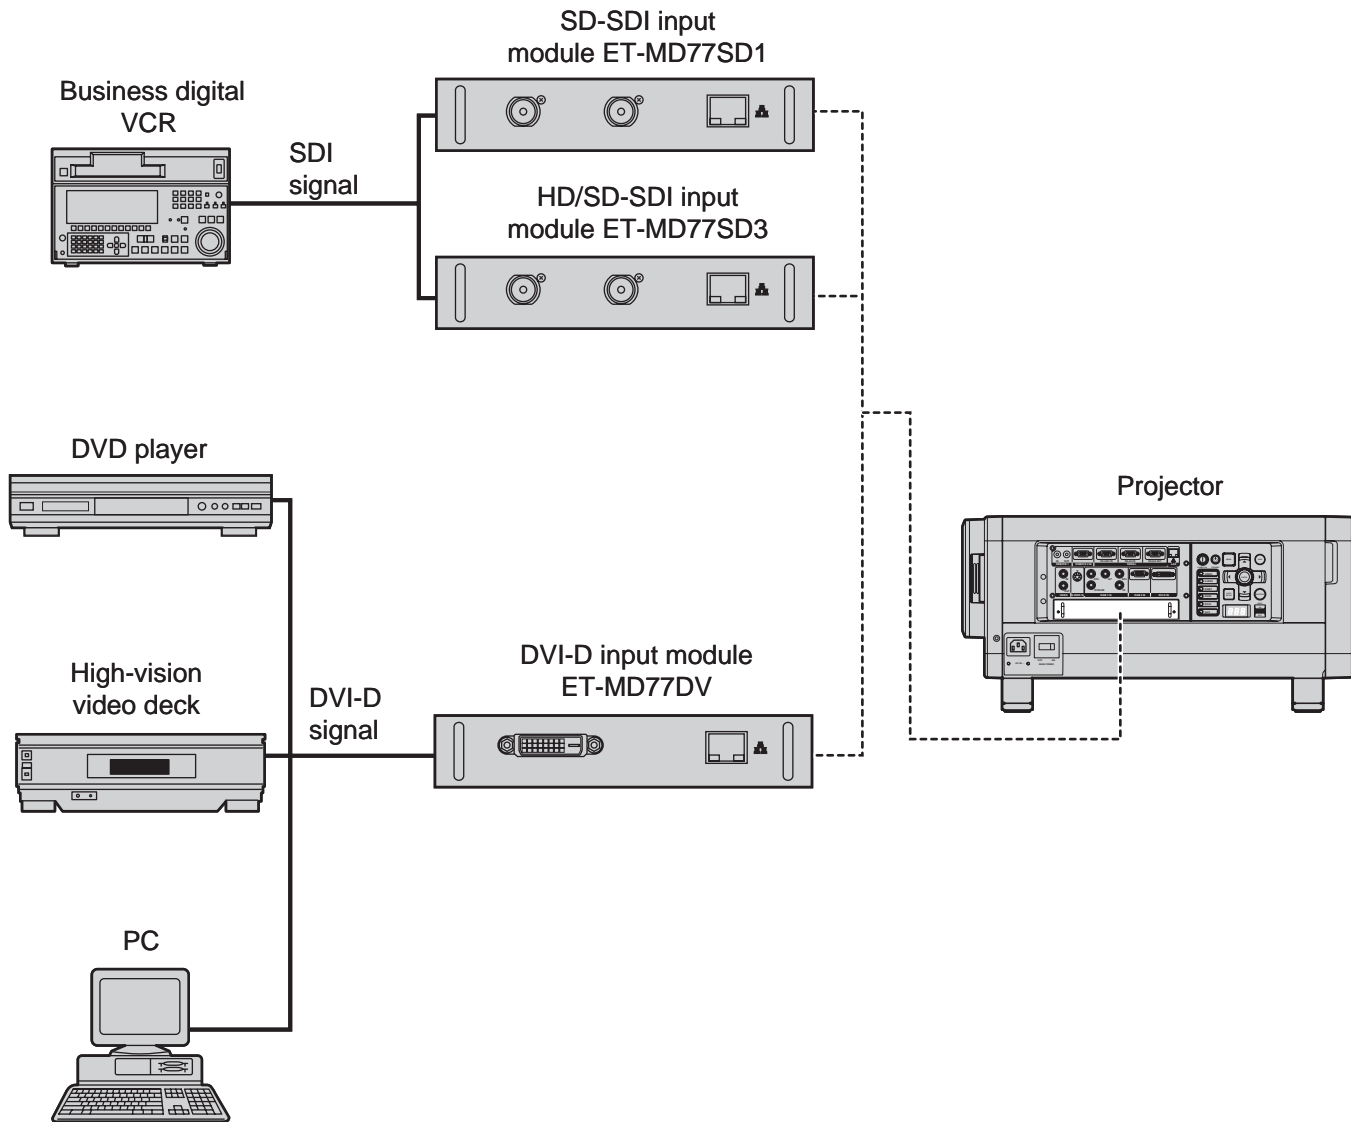 SD-SDI input
module ET-MD77SD1
Business digital
VCR
SDI
signal
HD/SD-SDI input
module ET-MD77SD3
DVD player
Projector
High-vision
video deck
DVI-D
signal
DVI-D input module
ET-MD77DV
PC